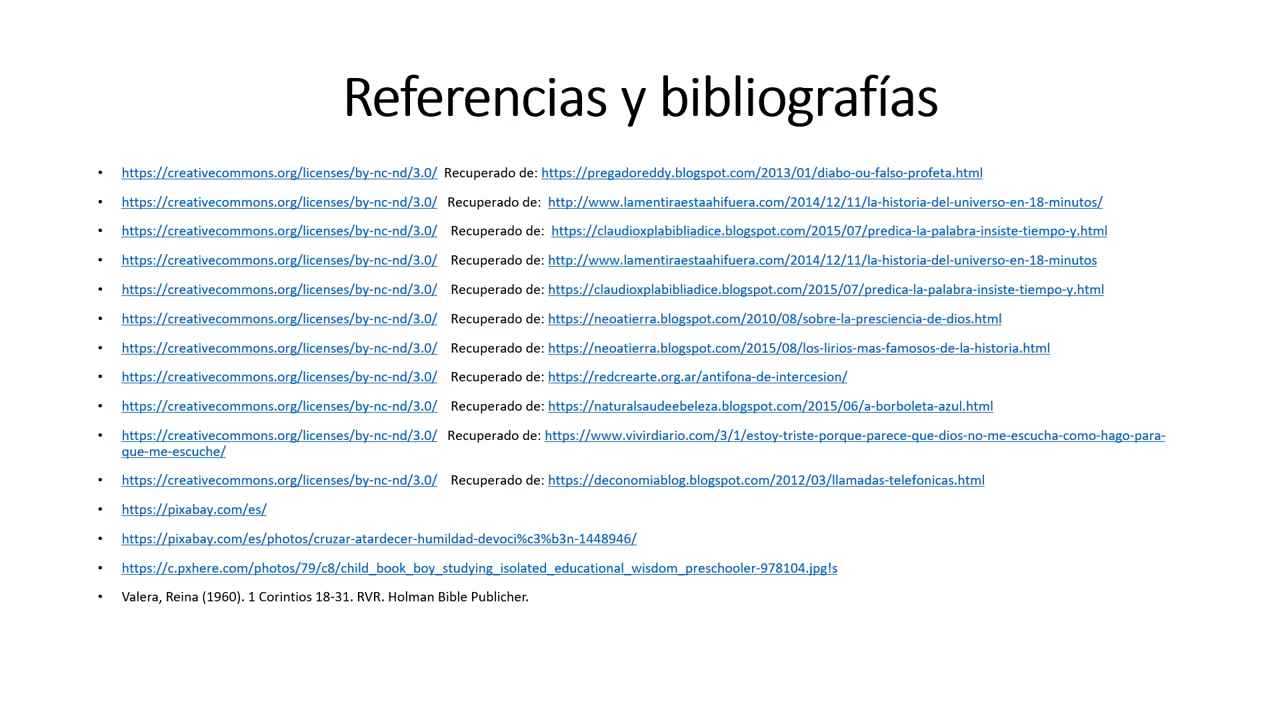 Referencias y bibliografías
• https://creativecommons.org/licenses/by-nc-nd/3.0/ Recuperado de: https://pregadoreddy.blogspot.com/2013/01/diabo-ou-falso-profeta.html
• https://creativecommons.org/licenses/by-nc-nd/3.0/ Recuperado de: http://www.lamentiraestaahifuera.com/2014/12/11/la-historia-del-universo-en-18-minutos/
• https://creativecommons.org/licenses/by-nc-nd/3.0/ Recuperado de: https://claudioxplabibliadice.blogspot.com/2015/07/predica-la-palabra-insiste-tiempo-y.html
• https://creativecommons.org/licenses/by-nc-nd/3.0/ Recuperado de: http://www.lamentiraestaahifuera.com/2014/12/11/la-historia-del-universo-en-18-minutos
• https://creativecommons.org/licenses/by-nc-nd/3.0/ Recuperado de: https://claudioxplabibliadice.blogspot.com/2015/07/predica-la-palabra-insiste-tiempo-y.html
• https://creativecommons.org/licenses/by-nc-nd/3.0/ Recuperado de: https://neoatierra.blogspot.com/2010/08/sobre-la-presciencia-de-dios.html
• https://creativecommons.org/licenses/by-nc-nd/3.0/ Recuperado de: https://neoatierra.blogspot.com/2015/08/los-lirios-mas-famosos-de-la-historia.html
• https://creativecommons.org/licenses/by-nc-nd/3.0/ Recuperado de: https://redcrearte.org.ar/antifona-de-intercesion/
• https://creativecommons.org/licenses/by-nc-nd/3.0/ Recuperado de: https://naturalsaudeebeleza.blogspot.com/2015/06/a-borboleta-azul.html
• https://creativecommons.org/licenses/by-nc-nd/3.0/ Recuperado de: https://www.vivirdiario.com/3/1/estoy-triste-porque-parece-que-dios-no-me-escucha-como-hago-para-
que-me-escuche/
• https://creativecommons.org/licenses/by-nc-nd/3.0/ Recuperado de: https://deconomiablog.blogspot.com/2012/03/llamadas-telefonicas.html
• https://pixabay.com/es/
• https://pixabay.com/es/photos/cruzar-atardecer-humildad-devoci%c3%b3n-1448946/
• https://c.pxhere.com/photos/79/c8/child_book_boy_studying_isolated_educational_wisdom_preschooler-978104.jpg!s
• Valera, Reina (1960). 1 Corintios 18-31. RVR. Holman Bible Publicher.